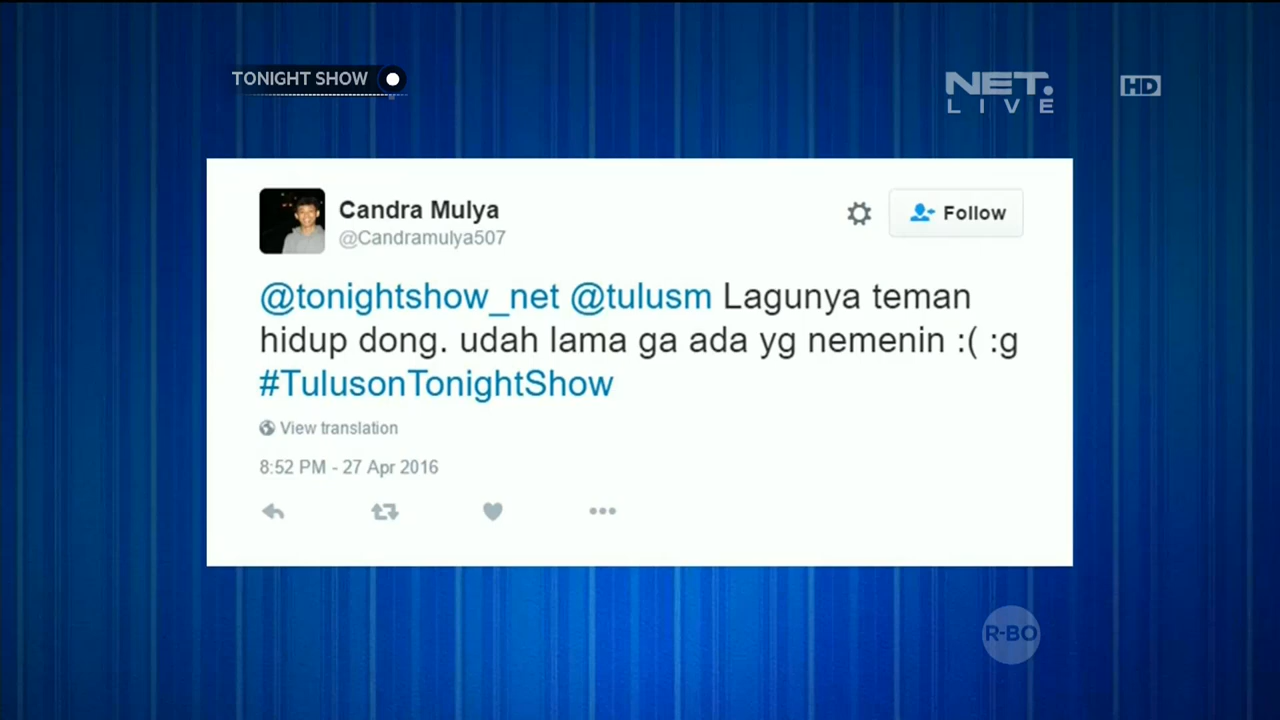 TONIGHT SHOW
NET.
LIVE
HD
Candra Mulya
@Candramulya507
Follow
@tonightshow_net @tulusm Lagunya teman
hidup dong. udah lama ga ada yg nemenin :( :g
#TulusonTonightShow
View translation
8:52 PM - 27 Apr 2016
R-BO